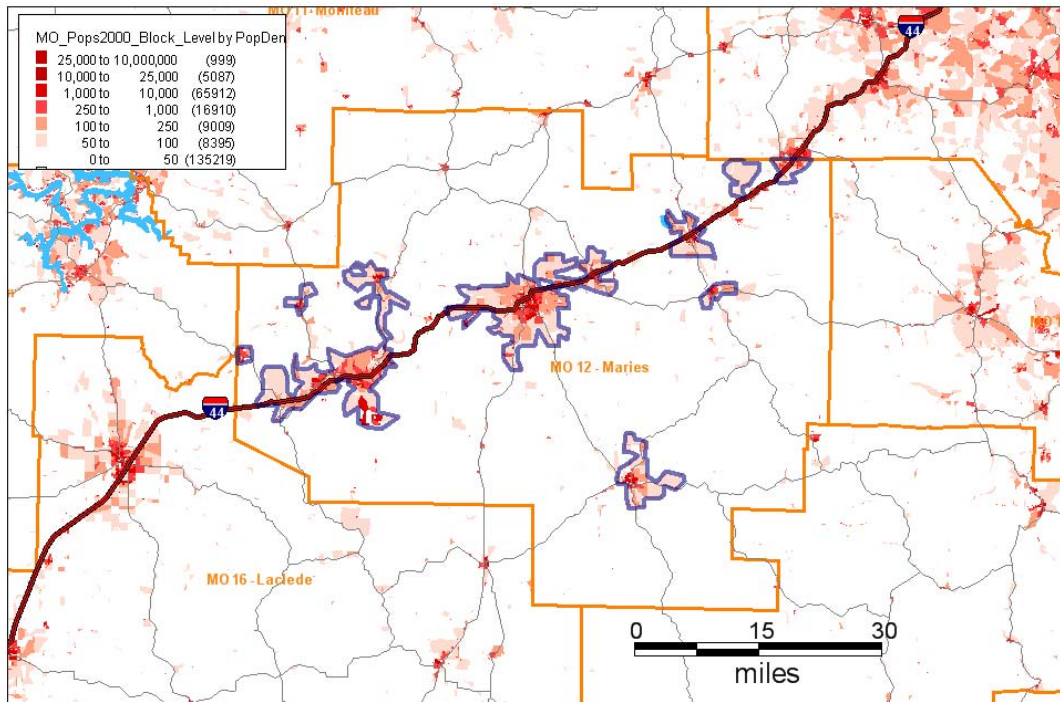 MO 11 - Moniteau
MO_Pops2000_Block_Level by PopDen
25,000 to 10,000,000 (999)
10,000 to 25,000 (5087)
1,000 to 10,000 (65912)
250 to 1,000 (16910)
100 to 250 (9009)
50 to 100 (8395)
0 to 50 (135219)
44
MO 12 - Maries
44
MO 16 - Laclede
0 15 30
miles